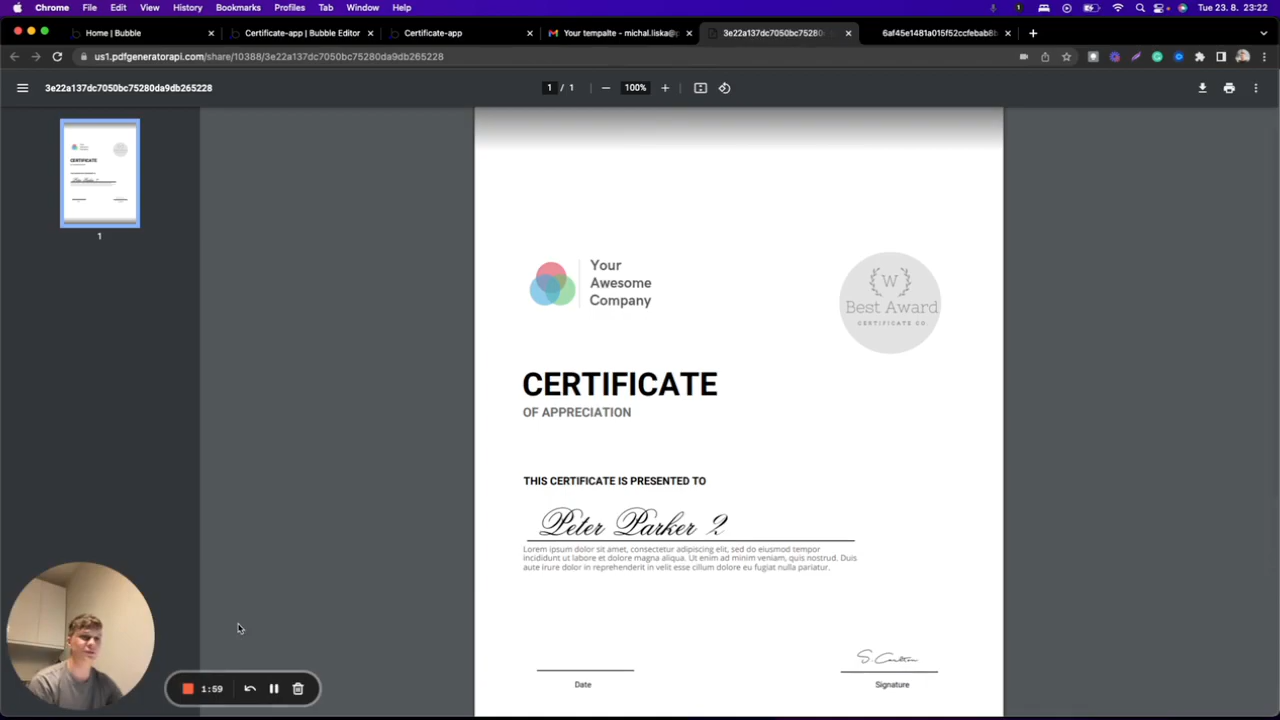 Chrome File Edit View History Bookmarks Profiles Tab Window Help Tue 23. 8. 23:22
Home | Bubble Certificate-app | Bubble Editor Certificate-app Your tempalte - michal.liska@p 3e22a137dc7050bc75280 6af45e1481a015f52ccfebab8
us1.pdfgeneratorapi.com/share/10388/3e22a137dc7050bc75280da9db265228
3e22a137dc7050bc75280da9db265228 1 / 1 100%
1
Your
Awesome
Company
W
Best Award
CERTIFICATE CO.
CERTIFICATE
OF APPRECIATION
THIS CERTIFICATE IS PRESENTED TO
Peter Parker 2
Lorem ipsum dolor sit amet, consectetur adipiscing elit, sed do eiusmod tempor
incididunt ut labore et dolore magna aliqua. Ut enim ad minim veniam, quis nostrud. Duis
aute irure dolor in reprehenderit in velit esse cillum dolore eu fugiat nulla pariatur.
S. Carlton
Date
Signature
1:59